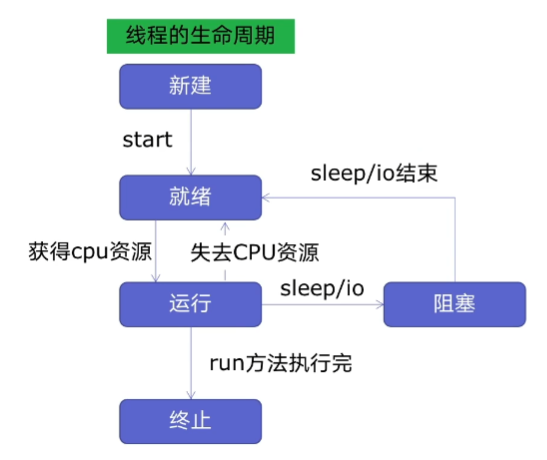 线程的生命周期
新建
start
sleep/io结束
就绪
获得cpu资源
失去CPU资源
sleep/io
运行
阻塞
run方法执行完
终止